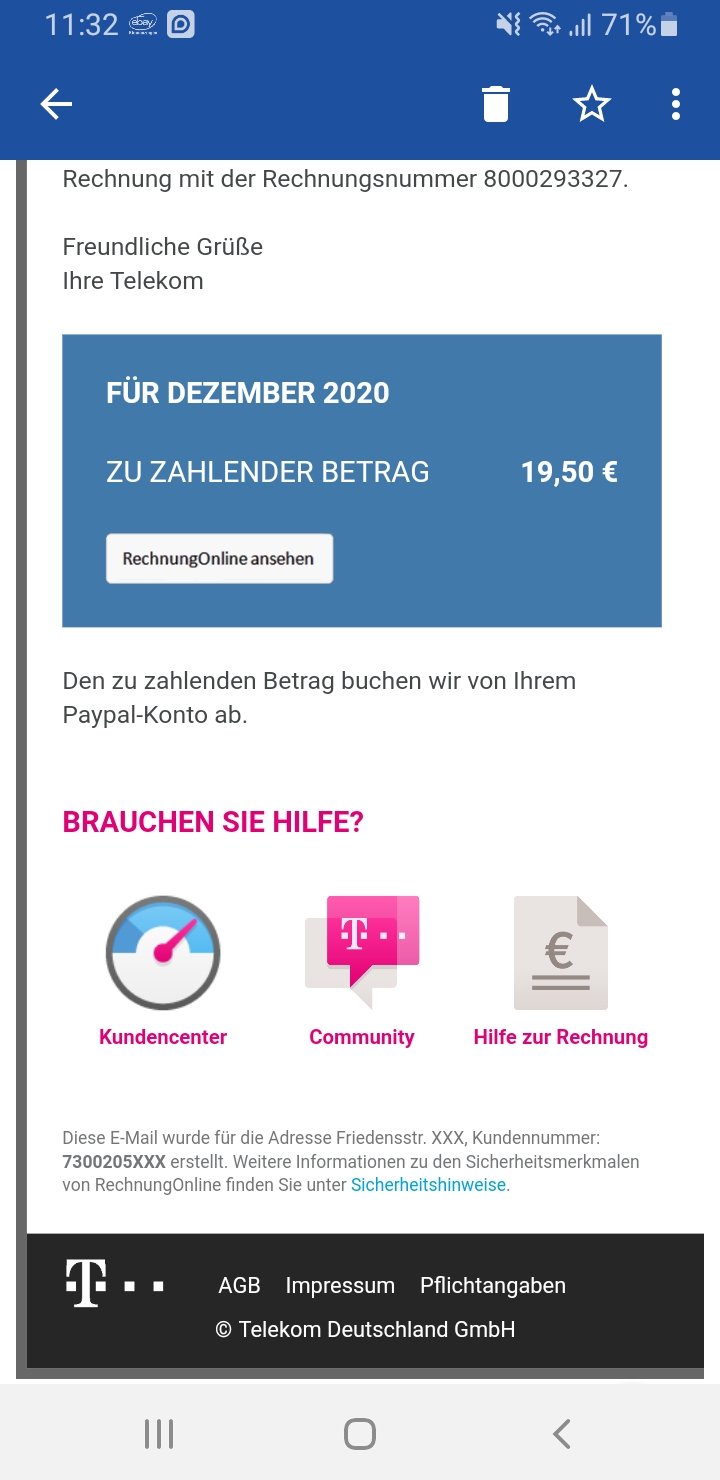 11:32 ebay 71%
Rechnung mit der Rechnungsnummer 8000293327.
Freundliche Grüße
Ihre Telekom
FÜR DEZEMBER 2020
ZU ZAHLENDER BETRAG 19,50 €
RechnungOnline ansehen
Den zu zahlenden Betrag buchen wir von Ihrem
Paypal-Konto ab.
BRAUCHEN SIE HILFE?
T
€
Kundencenter Community Hilfe zur Rechnung
Diese E-Mail wurde für die Adresse Friedensstr. XXX, Kundennummer:
7300205XXX erstellt. Weitere Informationen zu den Sicherheitsmerkmalen
von RechnungOnline finden Sie unter Sicherheitshinweise.
T AGB Impressum Pflichtangaben
© Telekom Deutschland GmbH